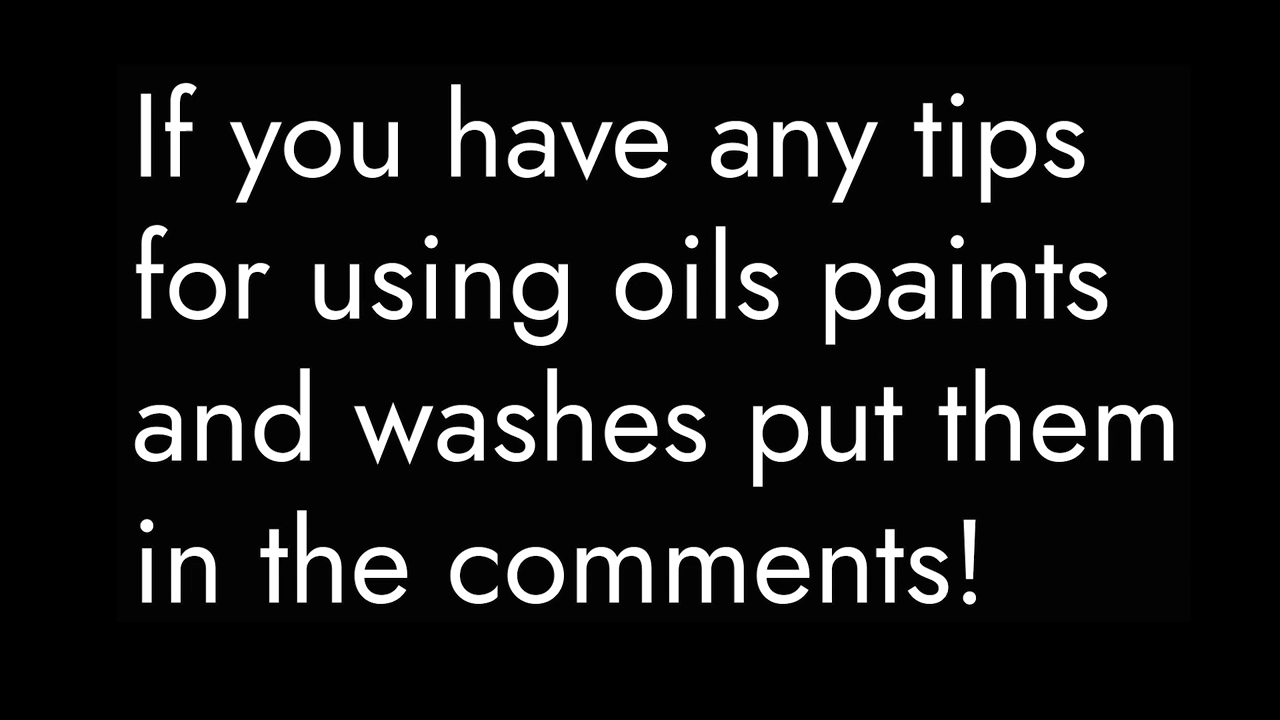 If you have any tips
for using oils paints
and washes put them
in the comments!